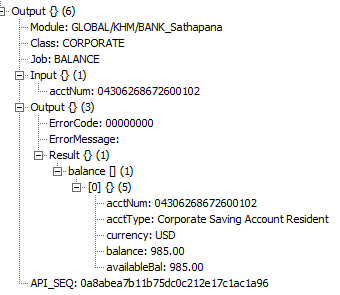 Output {} (6)
Module: GLOBAL/KHM/BANK_Sathapana
Class: CORPORATE
Job: BALANCE
Input {} (1)
acctNum: 04306268672600102
Output {} (3)
ErrorCode: 00000000
ErrorMessage:
Result {} (1)
balance [] (1)
[0] {} (5)
acctNum: 04306268672600102
acctType: Corporate Saving Account Resident
currency: USD
balance: 985.00
availableBal: 985.00
API_SEQ: 0a8abea7b11b75dc0c212e17c1ac1a96